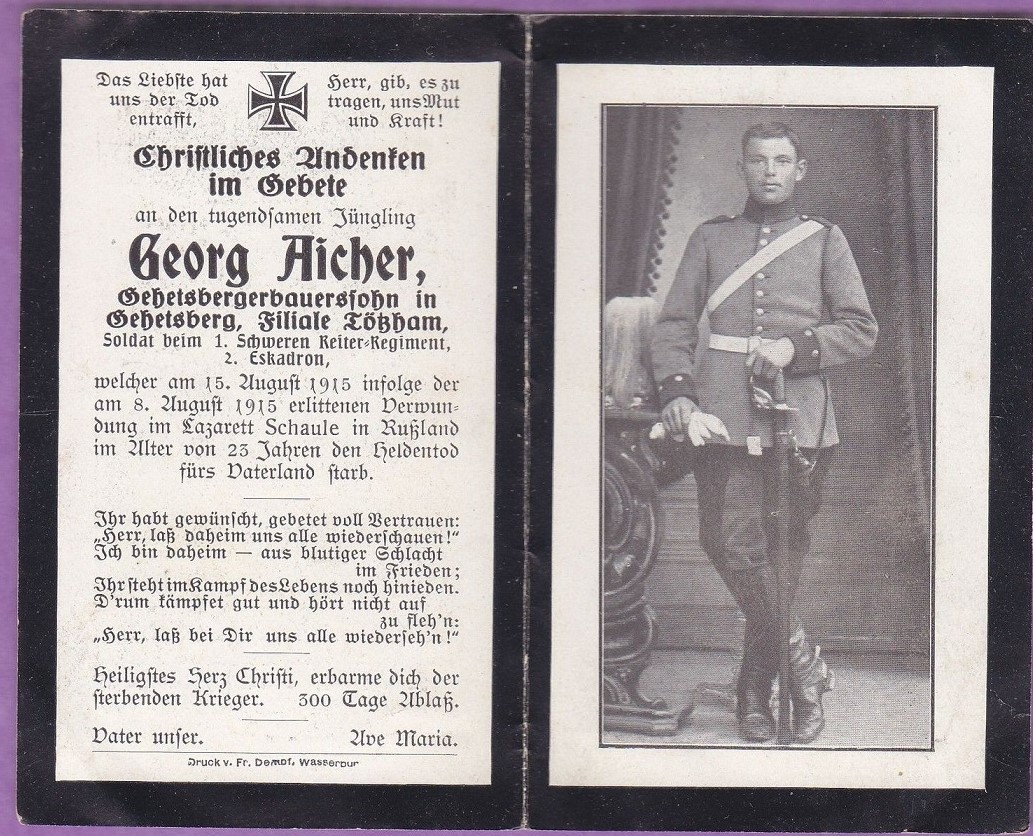 Das Liebste hat
uns der Tod
entrafft,
Herr, gib, es zu
tragen, uns Mut
und Kraft!
Christliches Andenken
im Gebete
an den tugendsamen Jüngling
Georg Aicher,
Gehetsbergerbauerssohn in
Gehetsberg, Filiale Tötzham,
Soldat beim 1. Schweren Reiter-Regiment,
2. Eskadron,
welcher am 15. August 1915 infolge der
am 8. August 1915 erlittenen Verwun-
dung im Lazarett Schaule in Rußland
im Alter von 23 Jahren den Heldentod
fürs Vaterland starb.
Ihr habt gewünscht, gebetet voll Vertrauen:
„Herr, laß daheim uns alle wiederschauen!"
Ich bin daheim — aus blutiger Schlacht
im Frieden;
Ihr steht im Kampf des Lebens noch hinieden.
D'rum kämpfet gut und hört nicht auf
zu fleh'n:
„Herr, laß bei Dir uns alle wiederseh'n!"
Heiligstes Herz Christi, erbarme dich der
sterbenden Krieger. 300 Tage Ablaß.
Vater unser. Ave Maria.
Druck v. Fr. Dempf, Wasserbur